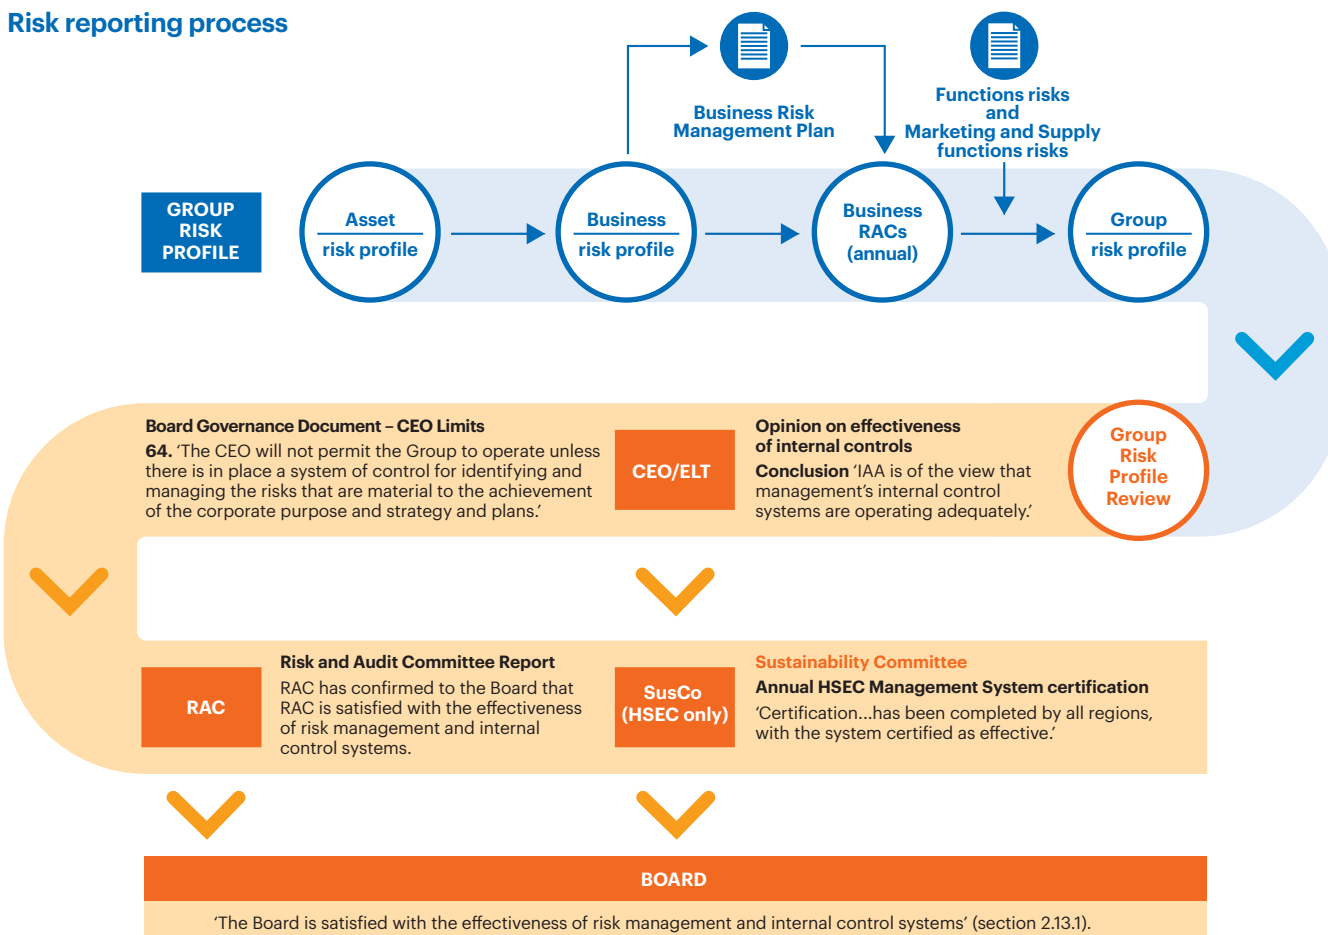 Risk reporting process
Business Risk
Management Plan
Functions risks
and
Marketing and Supply
functions risks
GROUP
RISK
PROFILE
Asset
risk profile
Business
risk profile
Business
RACs
(annual)
Group
risk profile
Board Governance Document – CEO Limits
64. ‘The CEO will not permit the Group to operate unless
there is in place a system of control for identifying and
managing the risks that are material to the achievement
of the corporate purpose and strategy and plans.’
CEO/ELT
Opinion on effectiveness
of internal controls
Conclusion ‘IAA is of the view that
management’s internal control
systems are operating adequately.’
Group
Risk
Profile
Review
RAC
Risk and Audit Committee Report
RAC has confirmed to the Board that
RAC is satisfied with the effectiveness
of risk management and internal
control systems.
SusCo
(HSEC only)
Sustainability Committee
Annual HSEC Management System certification
‘Certification...has been completed by all regions,
with the system certified as effective.’
BOARD
‘The Board is satisfied with the effectiveness of risk management and internal control systems’ (section 2.13.1).